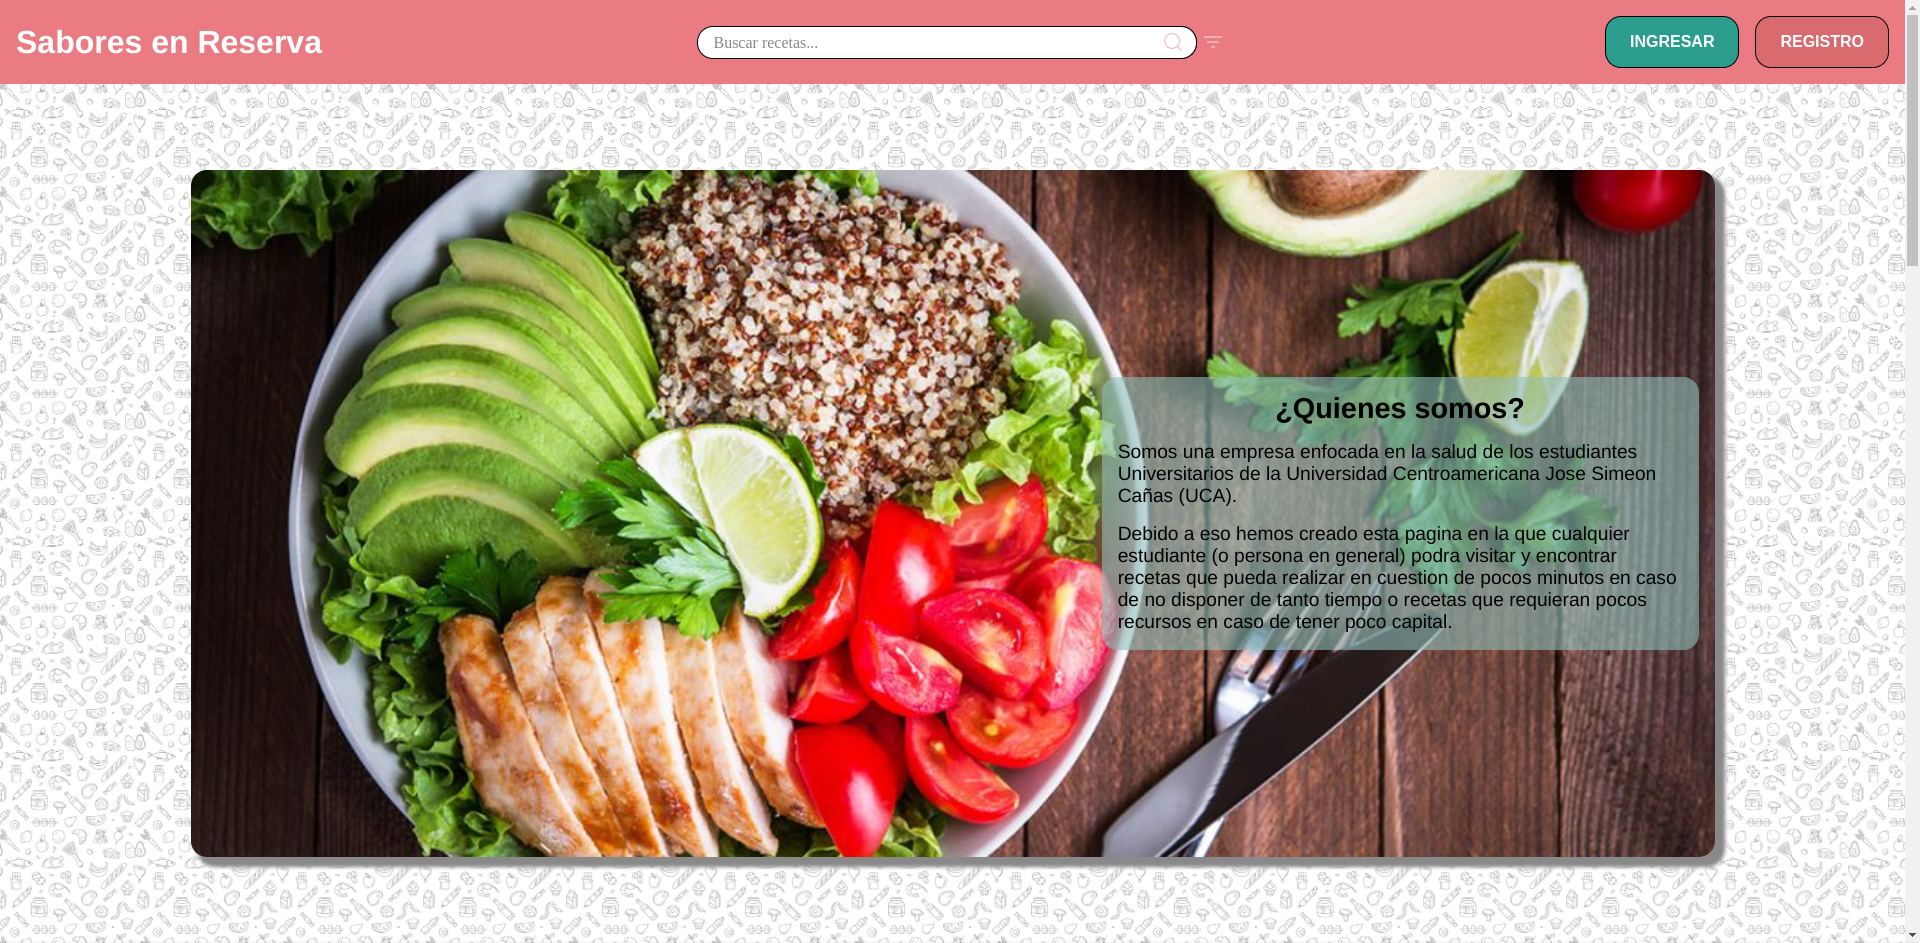 Sabores en Reserva
Buscar recetas...
INGRESAR
REGISTRO
¿Quienes somos?
Somos una empresa enfocada en la salud de los estudiantes
Universitarios de la Universidad Centroamericana Jose Simeon
Cañas (UCA).
Debido a eso hemos creado esta pagina en la que cualquier
estudiante (o persona en general) podra visitar y encontrar
recetas que pueda realizar en cuestion de pocos minutos en caso
de no disponer de tanto tiempo o recetas que requieran pocos
recursos en caso de tener poco capital.